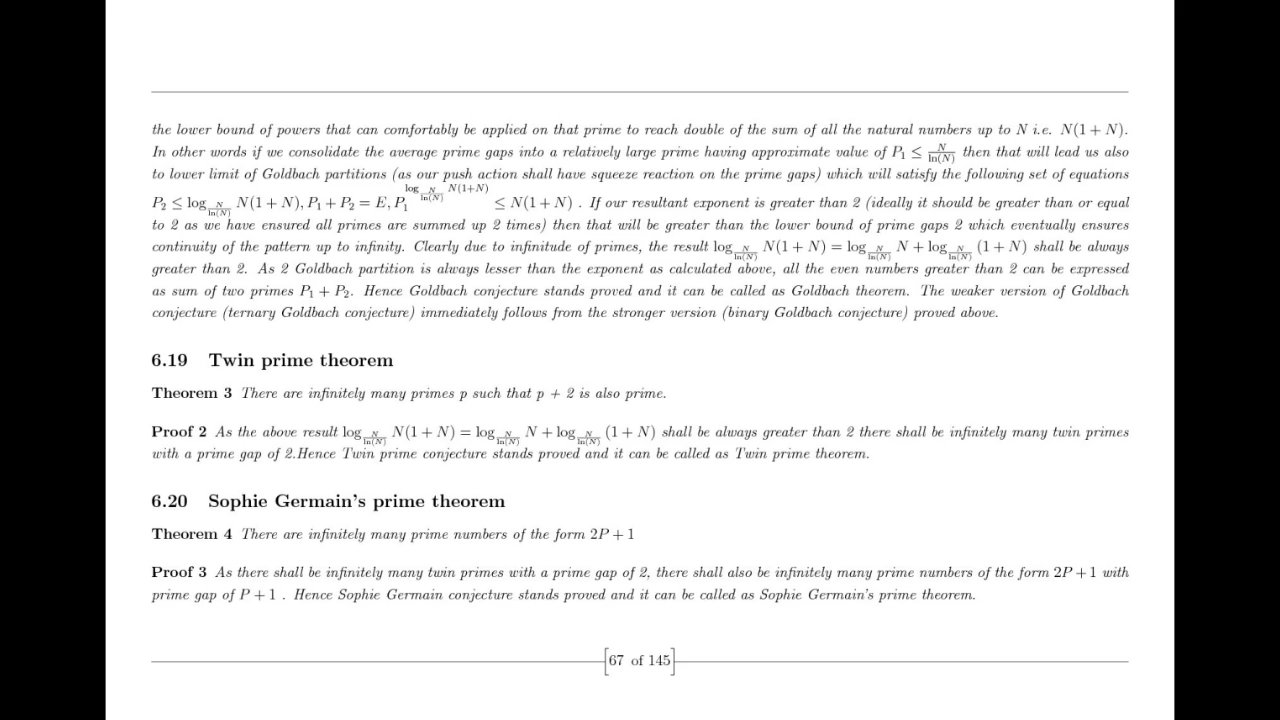 the lower bound of powers that can comfortably be applied on that prime to reach double of the sum of all the natural numbers up to N i.e. N(1 + N).
In other words if we consolidate the average prime gaps into a relatively large prime having approximate value of P₁ ≤ N/ln(N) then that will lead us also
to lower limit of Goldbach partitions (as our push action shall have squeeze reaction on the prime gaps) which will satisfy the following set of equations
P₂ ≤ log_{N/ln(N)} N(1 + N), P₁ + P₂ = E, P₁^{log_{N/ln(N)} N(1+N)} ≤ N(1 + N) . If our resultant exponent is greater than 2 (ideally it should be greater than or equal
to 2 as we have ensured all primes are summed up 2 times) then that will be greater than the lower bound of prime gaps 2 which eventually ensures
continuity of the pattern up to infinity. Clearly due to infinitude of primes, the result log_{N/ln(N)} N(1 + N) = log_{N/ln(N)} N + log_{N/ln(N)} (1 + N) shall be always
greater than 2. As 2 Goldbach partition is always lesser than the exponent as calculated above, all the even numbers greater than 2 can be expressed
as sum of two primes P₁ + P₂. Hence Goldbach conjecture stands proved and it can be called as Goldbach theorem. The weaker version of Goldbach
conjecture (ternary Goldbach conjecture) immediately follows from the stronger version (binary Goldbach conjecture) proved above.
6.19 Twin prime theorem
Theorem 3 There are infinitely many primes p such that p + 2 is also prime.
Proof 2 As the above result log_{N/ln(N)} N(1 + N) = log_{N/ln(N)} N + log_{N/ln(N)} (1 + N) shall be always greater than 2 there shall be infinitely many twin primes
with a prime gap of 2.Hence Twin prime conjecture stands proved and it can be called as Twin prime theorem.
6.20 Sophie Germain's prime theorem
Theorem 4 There are infinitely many prime numbers of the form 2P + 1
Proof 3 As there shall be infinitely many twin primes with a prime gap of 2, there shall also be infinitely many prime numbers of the form 2P + 1 with
prime gap of P + 1 . Hence Sophie Germain conjecture stands proved and it can be called as Sophie Germain's prime theorem.
[67 of 145]